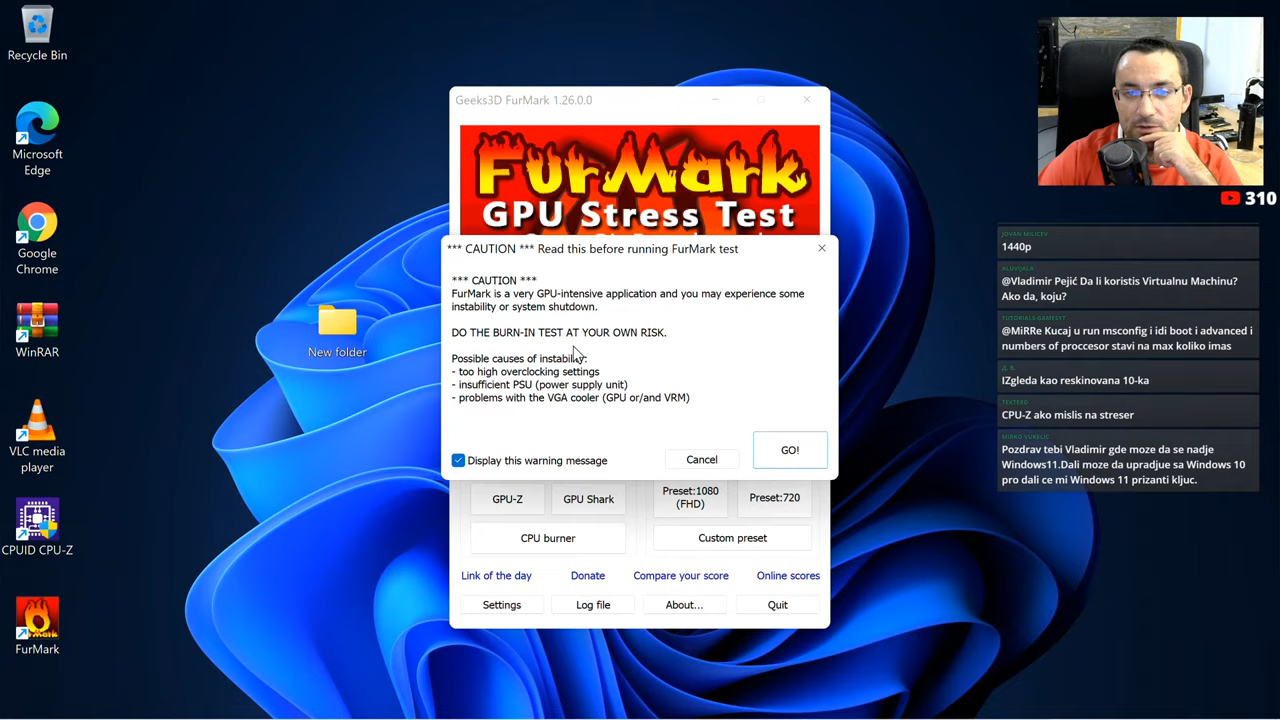 Recycle Bin
Microsoft
Edge
Google
Chrome
WinRAR
VLC media
player
CPUID CPU-Z
FurMark
New folder
Geeks3D FurMark 1.26.0.0
FurMark
GPU Stress Test
*** CAUTION *** Read this before running FurMark test
*** CAUTION ***
FurMark is a very GPU-intensive application and you may experience some
instability or system shutdown.
DO THE BURN-IN TEST AT YOUR OWN RISK.
Possible causes of instability:
- too high overclocking settings
- insufficient PSU (power supply unit)
- problems with the VGA cooler (GPU or/and VRM)
Display this warning message
Cancel
GO!
GPU-Z
GPU Shark
Preset:1080
(FHD)
Preset:720
CPU burner
Custom preset
Link of the day
Donate
Compare your score
Online scores
Settings
Log file
About...
Quit
310
JOVAN MILICEV
1440p
@Vladimir Pejić Da li koristis Virtualnu Machinu?
Ako da, koju?
TUTORIALS-GAMELYT
@MiRRe Kucaj u run msconfig i idi boot i advanced i
numbers of proccesor stavi na max koliko imas
IZgleda kao reskinovana 10-ka
CPU-Z ako mislis na streser
MIRKO VUKELIC
Pozdrav tebi Vladimir gde moze da se nadje
Windows11.Dali moze da upradjue sa Windows 10
pro dali ce mi Windows 11 prizanti kljuc.